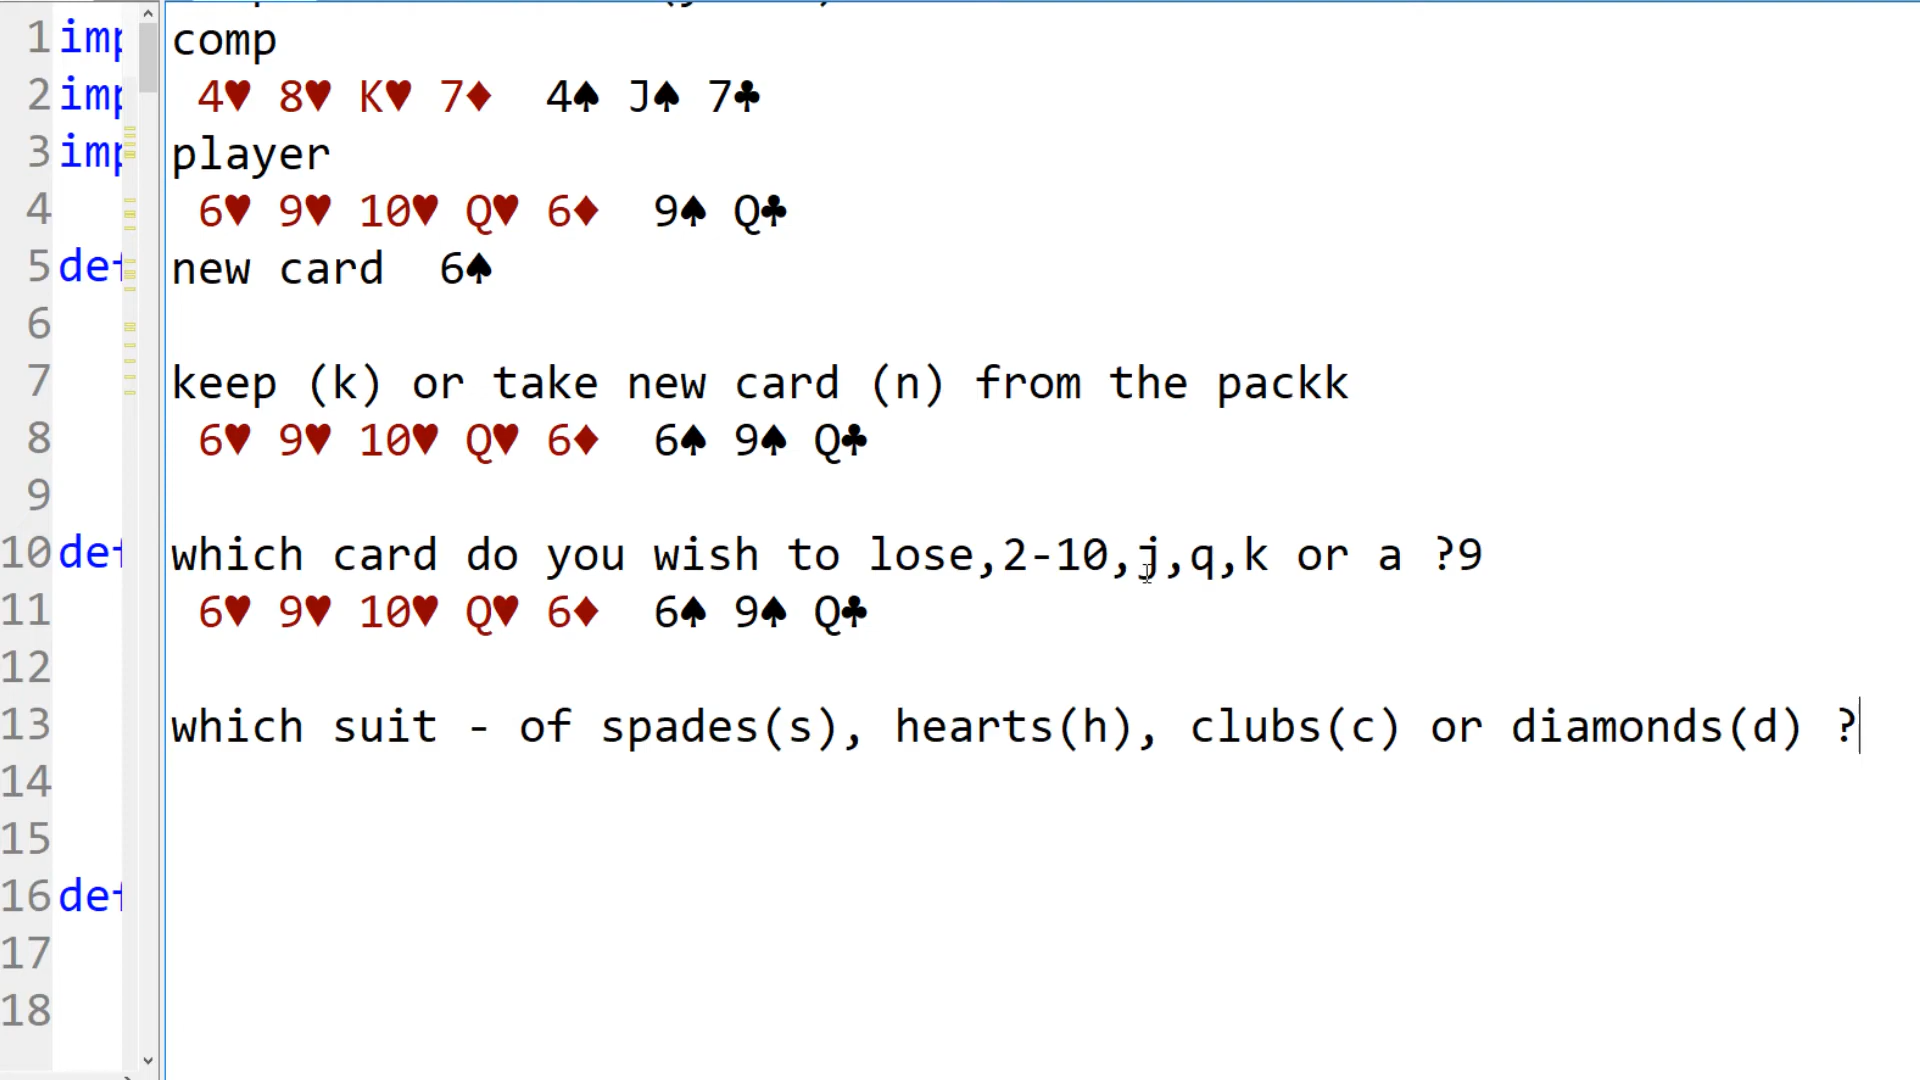 comp
4♥ 8♥ K♥ 7♦ 4♠ J♠ 7♣
player
6♥ 9♥ 10♥ Q♥ 6♦ 9♠ Q♣
new card 6♠
keep (k) or take new card (n) from the packk
6♥ 9♥ 10♥ Q♥ 6♦ 6♠ 9♠ Q♣
which card do you wish to lose,2-10,j,q,k or a ?9
6♥ 9♥ 10♥ Q♥ 6♦ 6♠ 9♠ Q♣
which suit - of spades(s), hearts(h), clubs(c) or diamonds(d) ?
1 imp
2 imp
3 imp
4
5 def
6
7
8
9
10 def
11
12
13
14
15
16 def
17
18